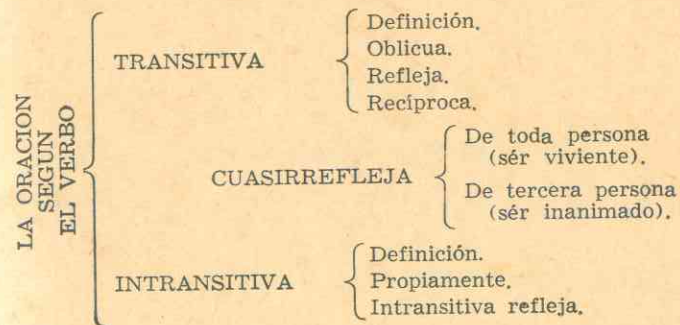 LA ORACION
SEGUN
EL VERBO
TRANSITIVA
Definición.
Oblicua.
Refleja.
Recíproca.
CUASIRREFLEJA
De toda persona
(sér viviente).
De tercera persona
(sér inanimado).
INTRANSITIVA
Definición.
Propiamente.
Intransitiva refleja.